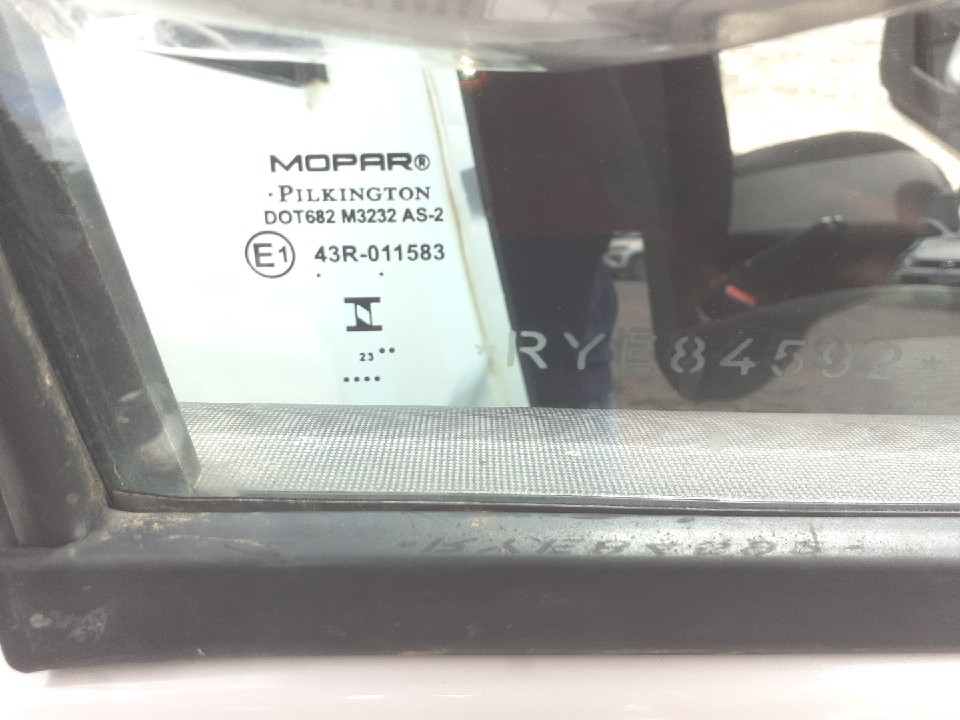 MOPAR®
·PILKINGTON
DOT682 M3232 AS-2
E1 43R-011583
23
*RYE84592*